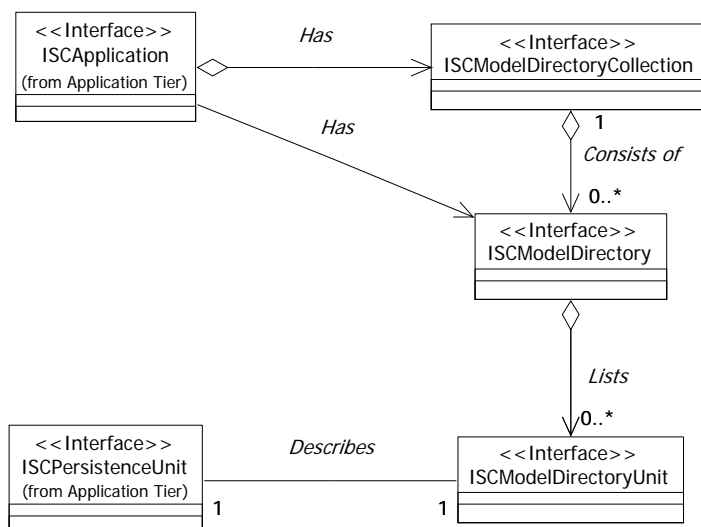 <<Interface>>
ISCApplication
(from Application Tier)
Has
<<Interface>>
ISCModelDirectoryCollection
1
Has
Consists of
0..*
<<Interface>>
ISCModelDirectory
Lists
0..*
<<Interface>>
ISCPersistenceUnit
(from Application Tier)
1
Describes
1
<<Interface>>
ISCModelDirectoryUnit